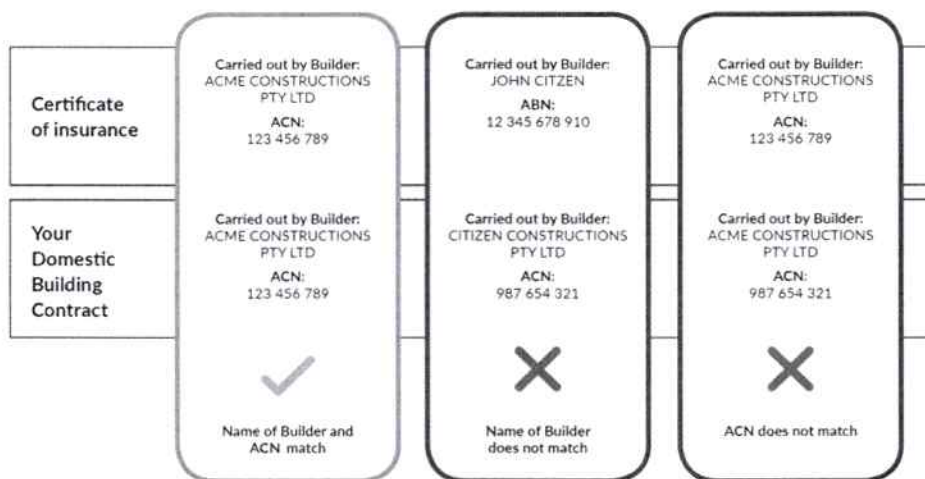 Certificate
of insurance
Carried out by Builder:
ACME CONSTRUCTIONS
PTY LTD
ACN:
123 456 789
Carried out by Builder:
JOHN CITZEN
ABN:
12 345 678 910
Carried out by Builder:
ACME CONSTRUCTIONS
PTY LTD
ACN:
123 456 789
Your
Domestic
Building
Contract
Carried out by Builder:
ACME CONSTRUCTIONS
PTY LTD
ACN:
123 456 789
Carried out by Builder:
CITIZEN CONSTRUCTIONS
PTY LTD
ACN:
987 654 321
Carried out by Builder:
ACME CONSTRUCTIONS
PTY LTD
ACN:
987 654 321
Name of Builder and
ACN match
Name of Builder
does not match
ACN does not match